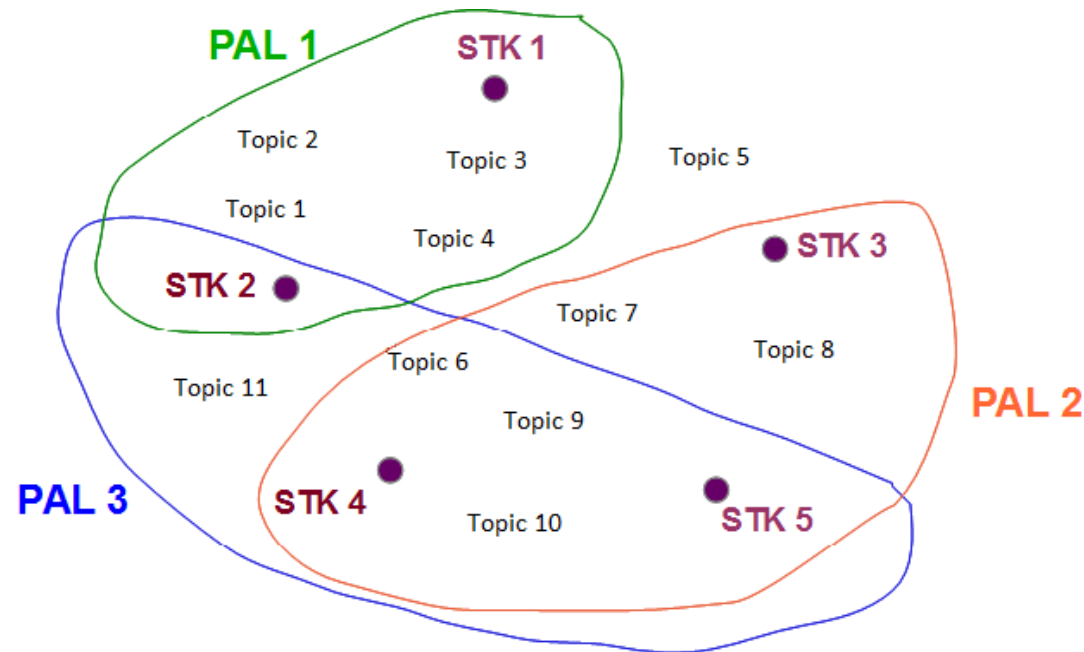 PAL 1
STK 1
Topic 2
Topic 3
Topic 5
Topic 1
Topic 4
STK 3
STK 2
Topic 7
Topic 8
Topic 6
Topic 11
PAL 2
Topic 9
PAL 3
STK 4
Topic 10
STK 5